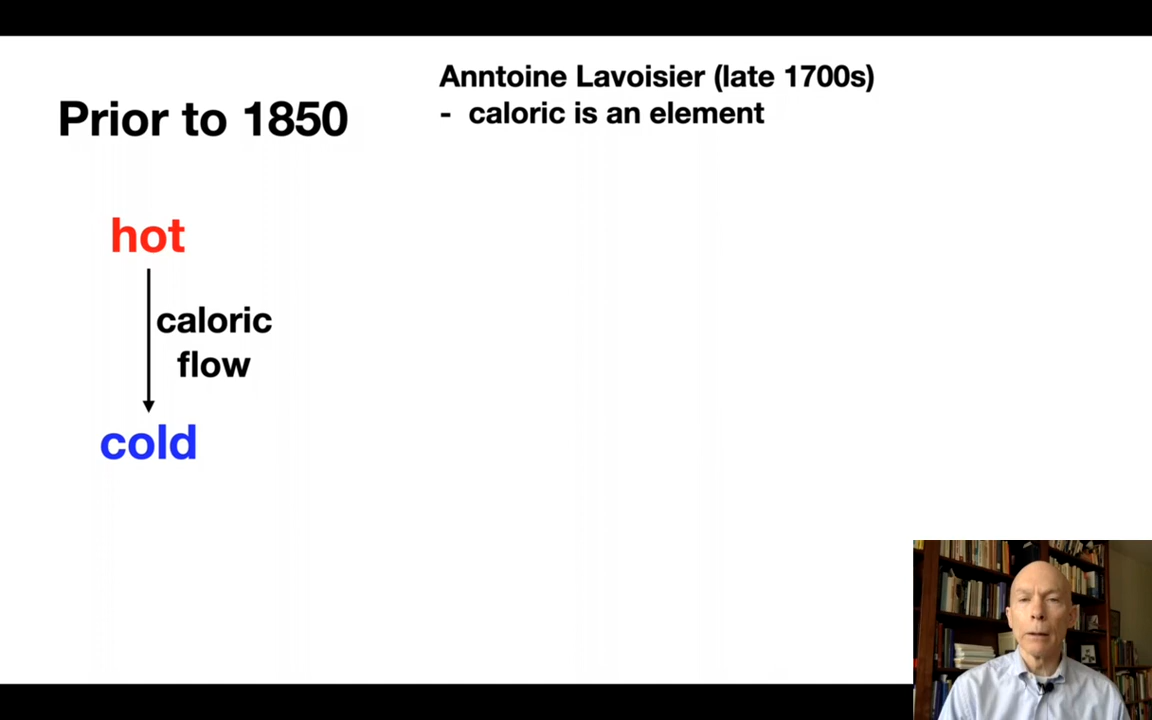 Prior to 1850
Anntoine Lavoisier (late 1700s)
- caloric is an element
hot
caloric
flow
cold